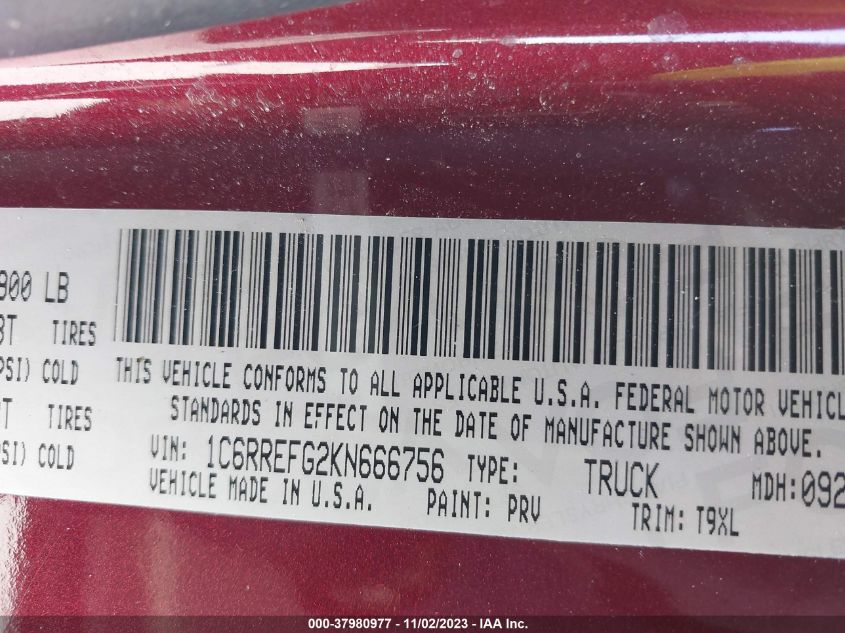 800 LB
TIRES
PSI) COLD
TIRES
PSI) COLD
THIS VEHICLE CONFORMS TO ALL APPLICABLE U.S.A. FEDERAL MOTOR VEHICL
STANDARDS IN EFFECT ON THE DATE OF MANUFACTURE SHOWN ABOVE.
VIN: 1C6RREFG2KN666756 TYPE: TRUCK MDH:092
VEHICLE MADE IN U.S.A. PAINT: PRV TRIM: T9XL
000-37980977 - 11/02/2023 - IAA Inc.